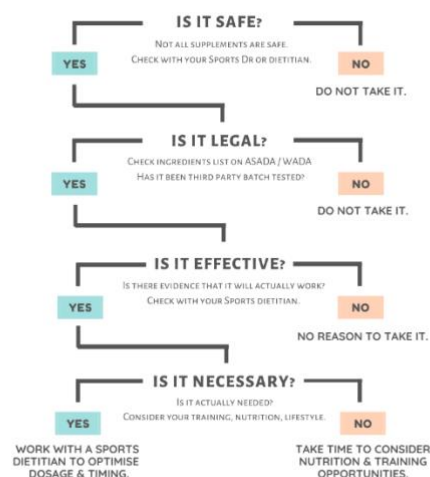 IS IT SAFE?
NOT ALL SUPPLEMENTS ARE SAFE.
CHECK WITH YOUR SPORTS DR OR DIETITIAN.
YES
NO
DO NOT TAKE IT.
IS IT LEGAL?
CHECK INGREDIENTS LIST ON ASADA / WADA
HAS IT BEEN THIRD PARTY BATCH TESTED?
YES
NO
DO NOT TAKE IT.
IS IT EFFECTIVE?
IS THERE EVIDENCE THAT IT WILL ACTUALLY WORK?
CHECK WITH YOUR SPORTS DIETITIAN.
YES
NO
NO REASON TO TAKE IT.
IS IT NECESSARY?
IS IT ACTUALLY NEEDED?
CONSIDER YOUR TRAINING, NUTRITION, LIFESTYLE.
YES
NO
WORK WITH A SPORTS
DIETITIAN TO OPTIMISE
DOSAGE & TIMING.
TAKE TIME TO CONSIDER
NUTRITION & TRAINING
OPPORTUNITIES.